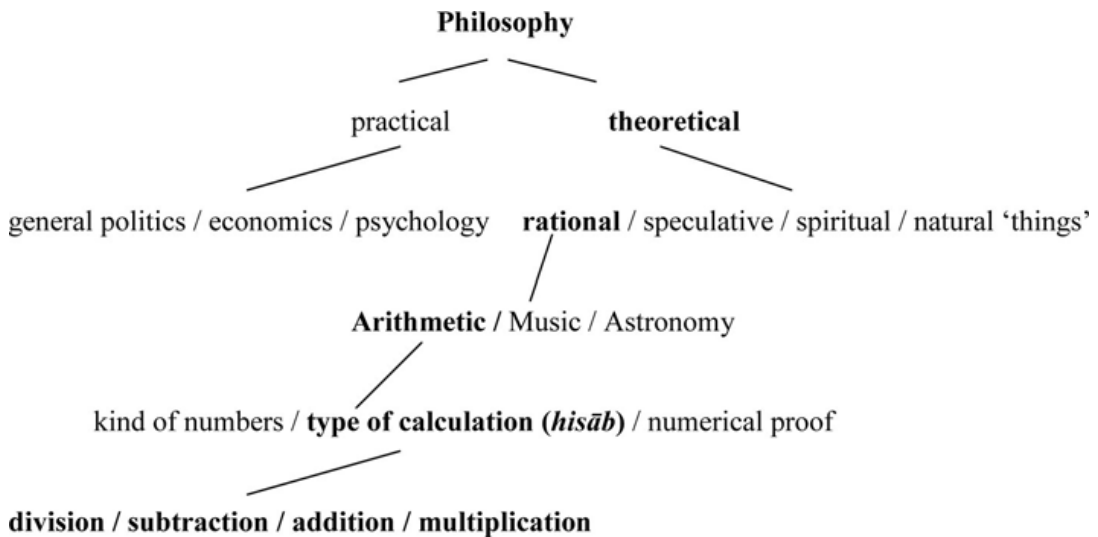 Philosophy
practical theoretical
general politics / economics / psychology rational / speculative / spiritual / natural ‘things’
Arithmetic / Music / Astronomy
kind of numbers / type of calculation (hisāb) / numerical proof
division / subtraction / addition / multiplication